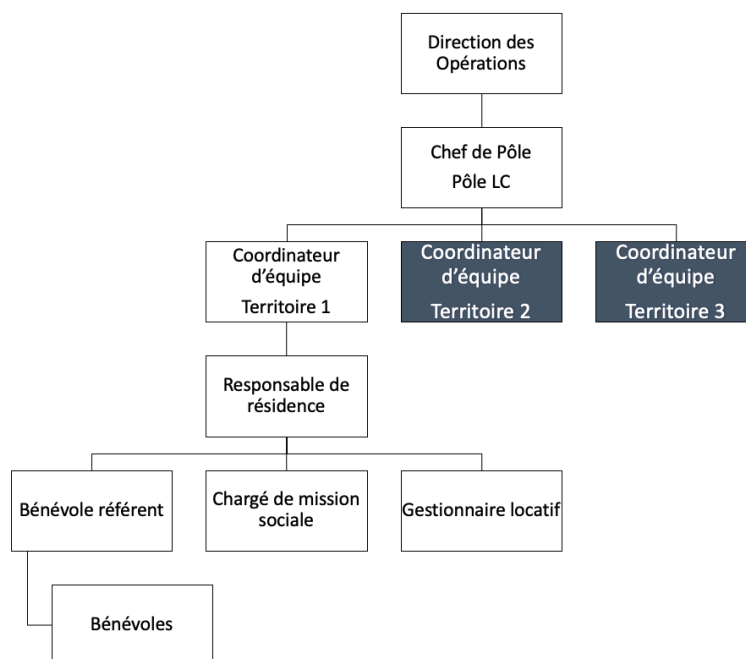 Direction des
Opérations
Chef de Pôle
Pôle LC
Coordinateur
d'équipe
Territoire 1
Coordinateur
d'équipe
Territoire 2
Coordinateur
d'équipe
Territoire 3
Responsable de
résidence
Bénévole référent
Chargé de mission
sociale
Gestionnaire locatif
Bénévoles